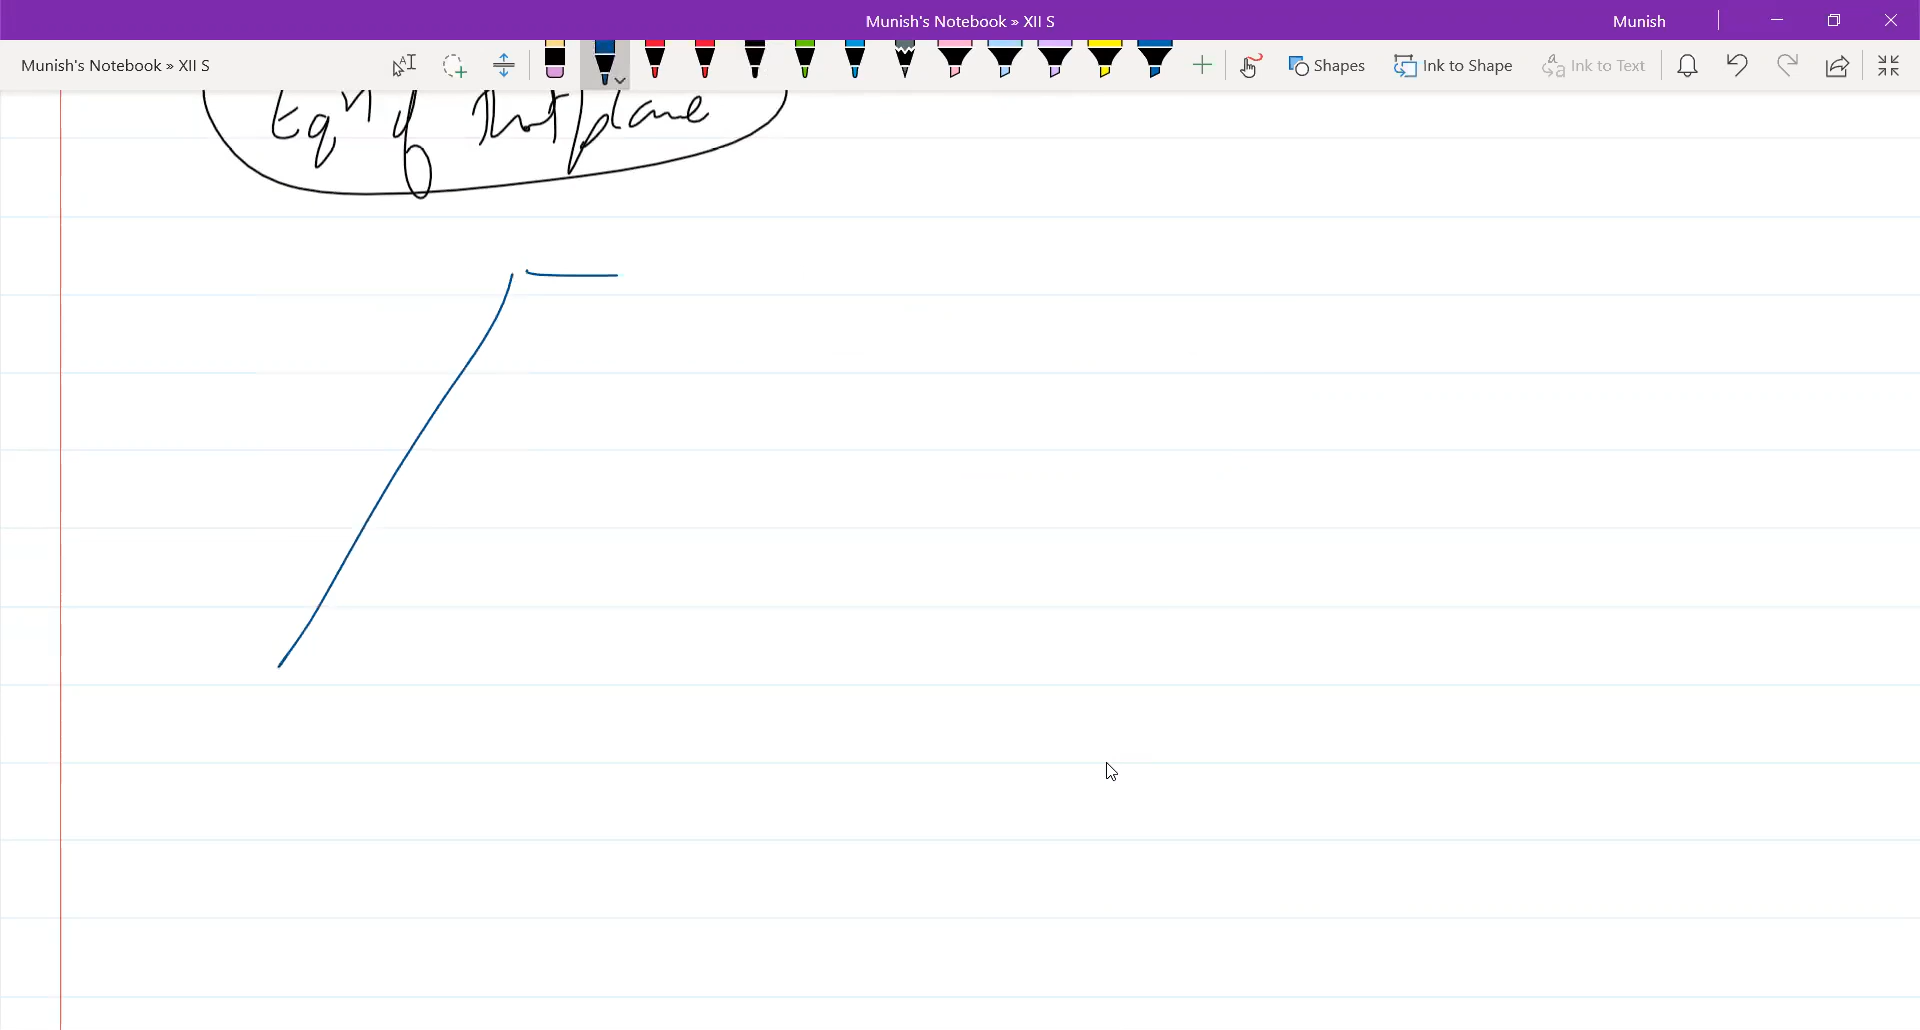 Munish's Notebook » XII S
Munish
Munish's Notebook » XII S
Shapes
Ink to Shape
Ink to Text
Eqⁿ of that plane